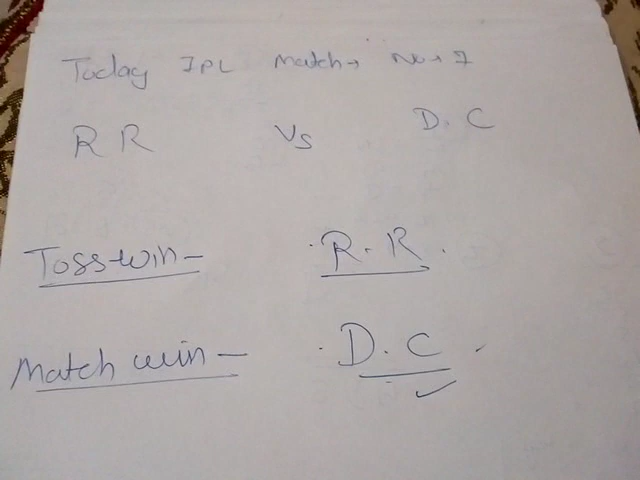 Today IPL Match → No → 7
R R Vs D. C
Toss win - R. R.
Match win - D. C